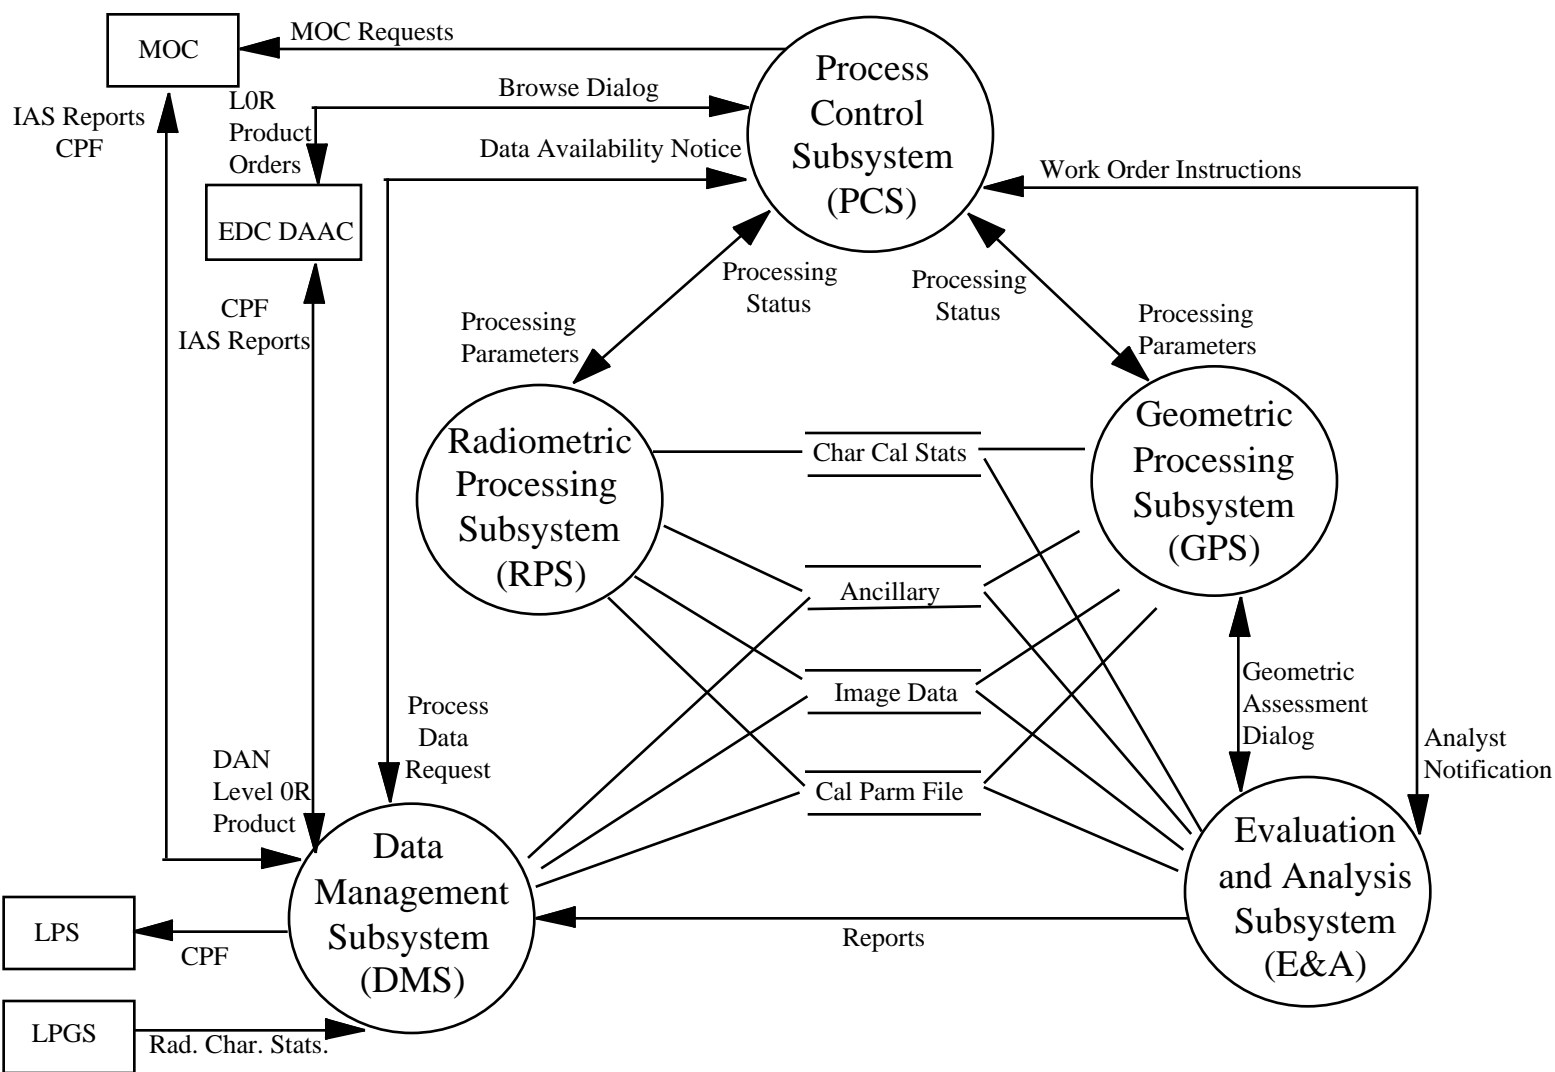 MOC
MOC Requests
Process
Control
Subsystem
(PCS)
Browse Dialog
IAS Reports
CPF
L0R
Product
Orders
Data Availability Notice
Work Order Instructions
EDC DAAC
Processing
Status
Processing
Status
CPF
IAS Reports
Processing
Parameters
Processing
Parameters
Radiometric
Processing
Subsystem
(RPS)
Char Cal Stats
Geometric
Processing
Subsystem
(GPS)
Ancillary
Image Data
Cal Parm File
Geometric
Assessment
Dialog
Process
Data
Request
Analyst
Notification
DAN
Level 0R
Product
Data
Management
Subsystem
(DMS)
Evaluation
and Analysis
Subsystem
(E&A)
LPS
CPF
Reports
LPGS
Rad. Char. Stats.